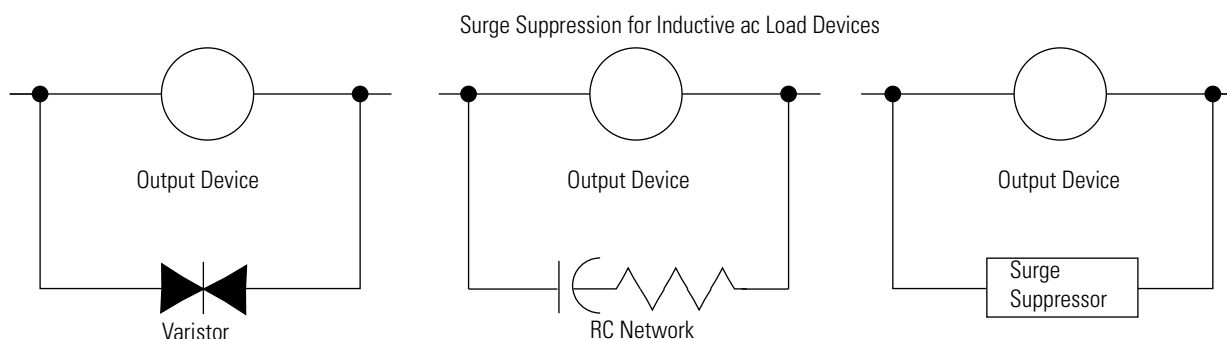 Surge Suppression for Inductive ac Load Devices
Output Device
Output Device
Output Device
Varistor
RC Network
Surge
Suppressor